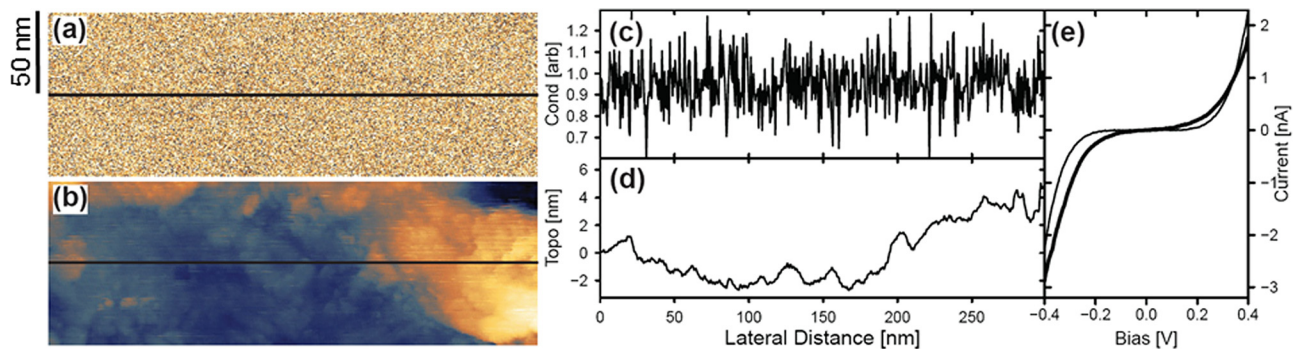 50 nm
(a)
(b)
(c)
Cond [arb]
1.2
1.1
1.0
0.9
0.8
0.7
(d)
Topo [nm]
6
4
2
0
−2
0 50 100 150 200 250
Lateral Distance [nm]
(e)
2
1
0
−1
−2
−3
Current [nA]
−0.4 −0.2 0.0 0.2 0.4
Bias [V]